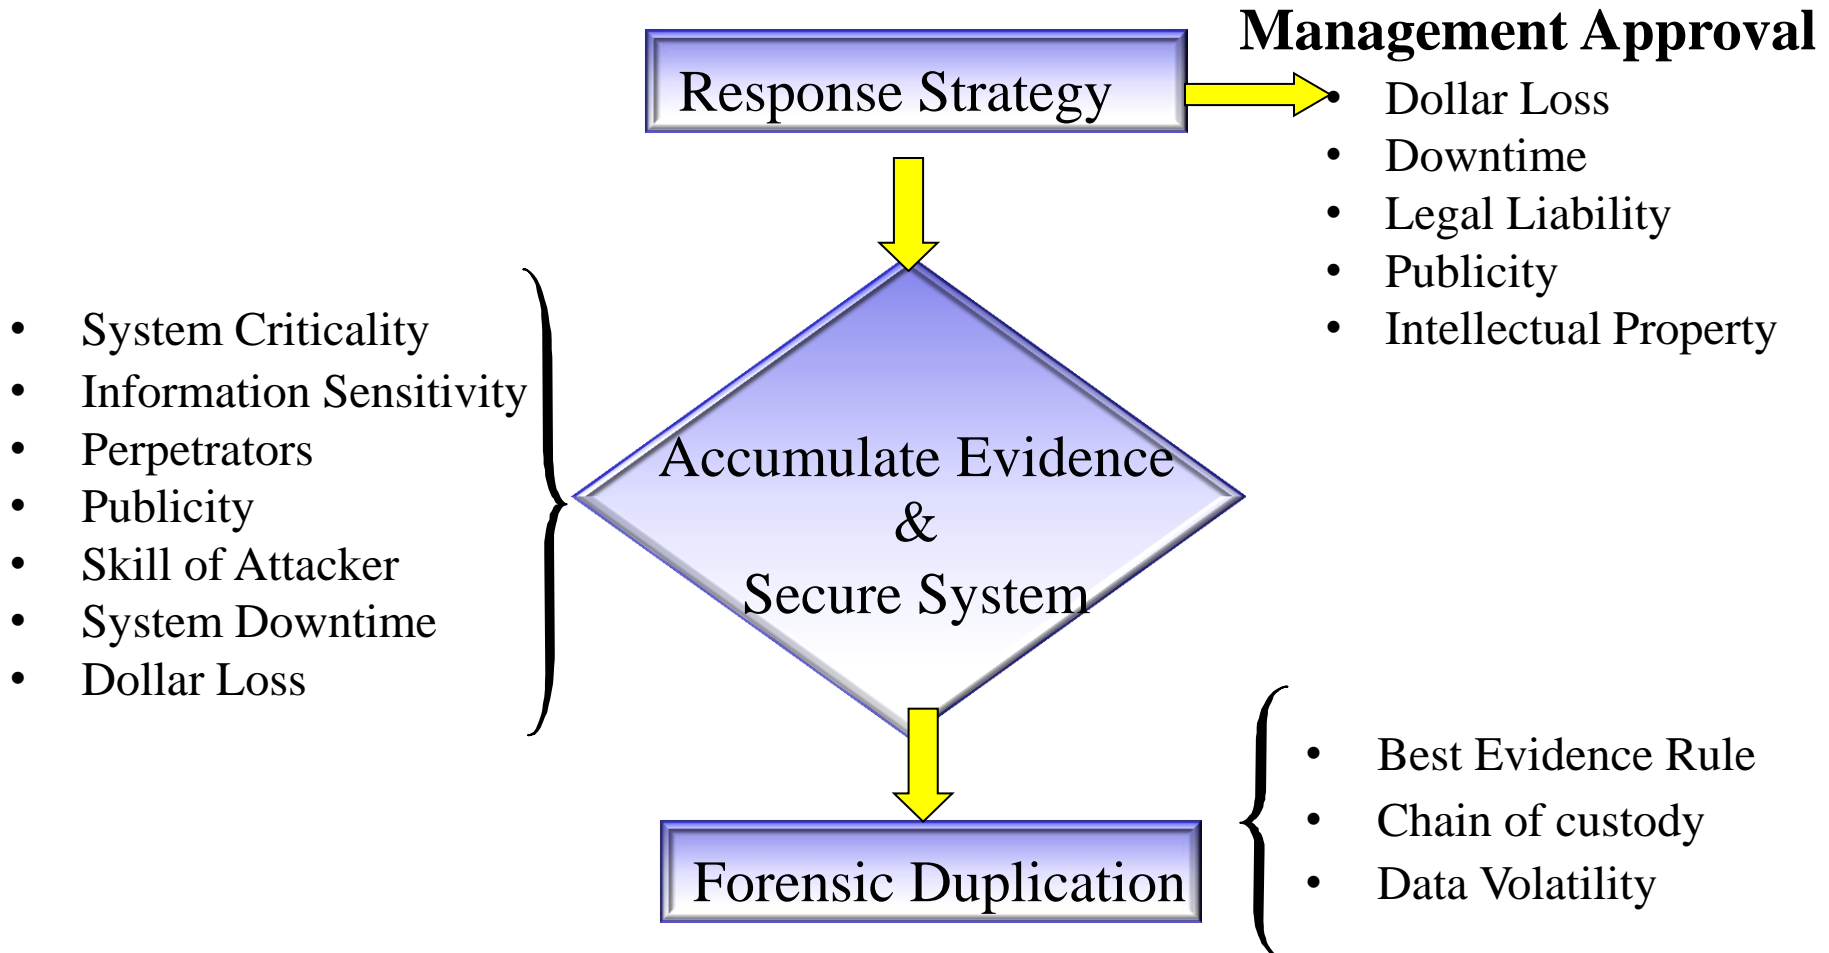 Management Approval
Response Strategy
• Dollar Loss
• Downtime
• Legal Liability
• Publicity
• Intellectual Property
• System Criticality
• Information Sensitivity
• Perpetrators
• Publicity
• Skill of Attacker
• System Downtime
• Dollar Loss
Accumulate Evidence
&
Secure System
• Best Evidence Rule
• Chain of custody
• Data Volatility
Forensic Duplication